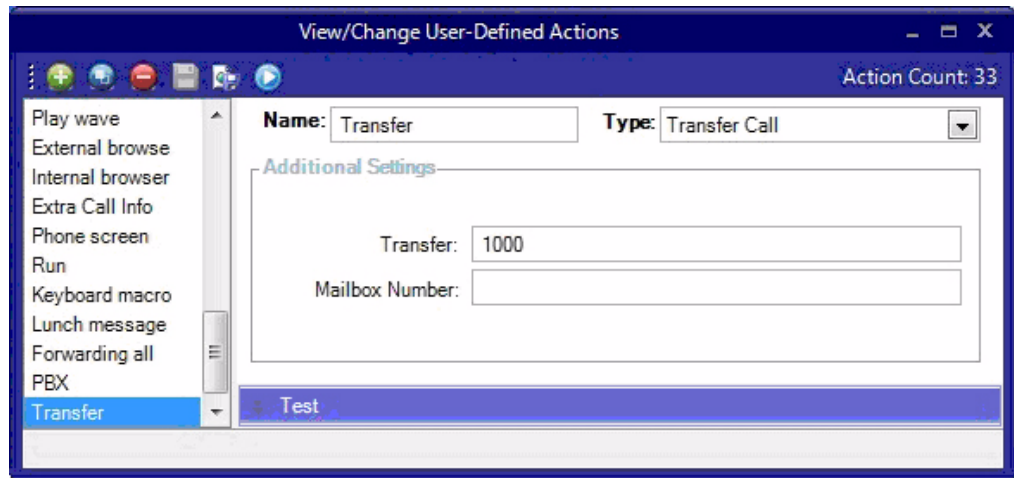 View/Change User-Defined Actions
Action Count: 33
Play wave
External browse
Internal browser
Extra Call Info
Phone screen
Run
Keyboard macro
Lunch message
Forwarding all
PBX
Transfer
Name: Transfer Type: Transfer Call
Additional Settings
Transfer: 1000
Mailbox Number:
Test